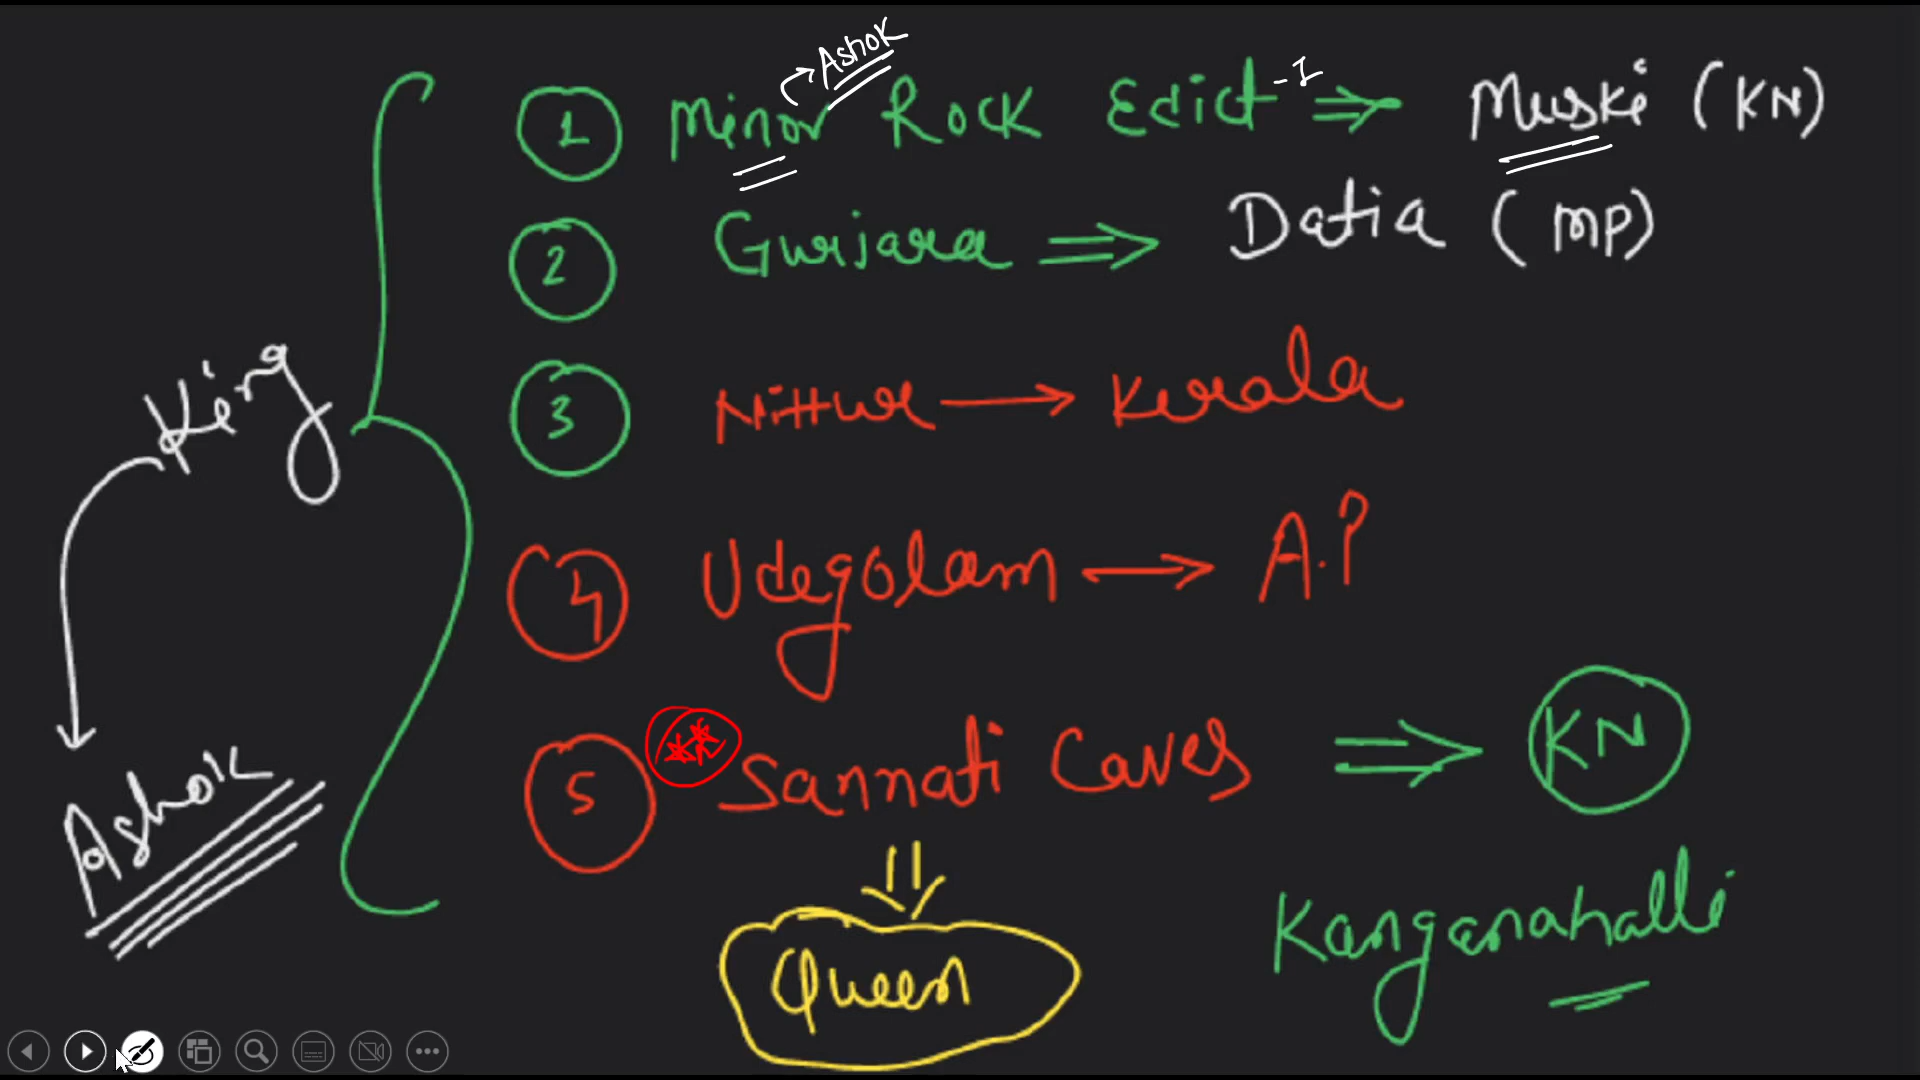 Ashok
1 Minor Rock Edict -I ⇒ Muski (KN)
2 Gurjara ⇒ Datia (MP)
King
3 Nittur → Kerala
4 Udegolam → A.P
Ashok
5 Sannati Caves ⇒ KN
Kanganahalli
Queen